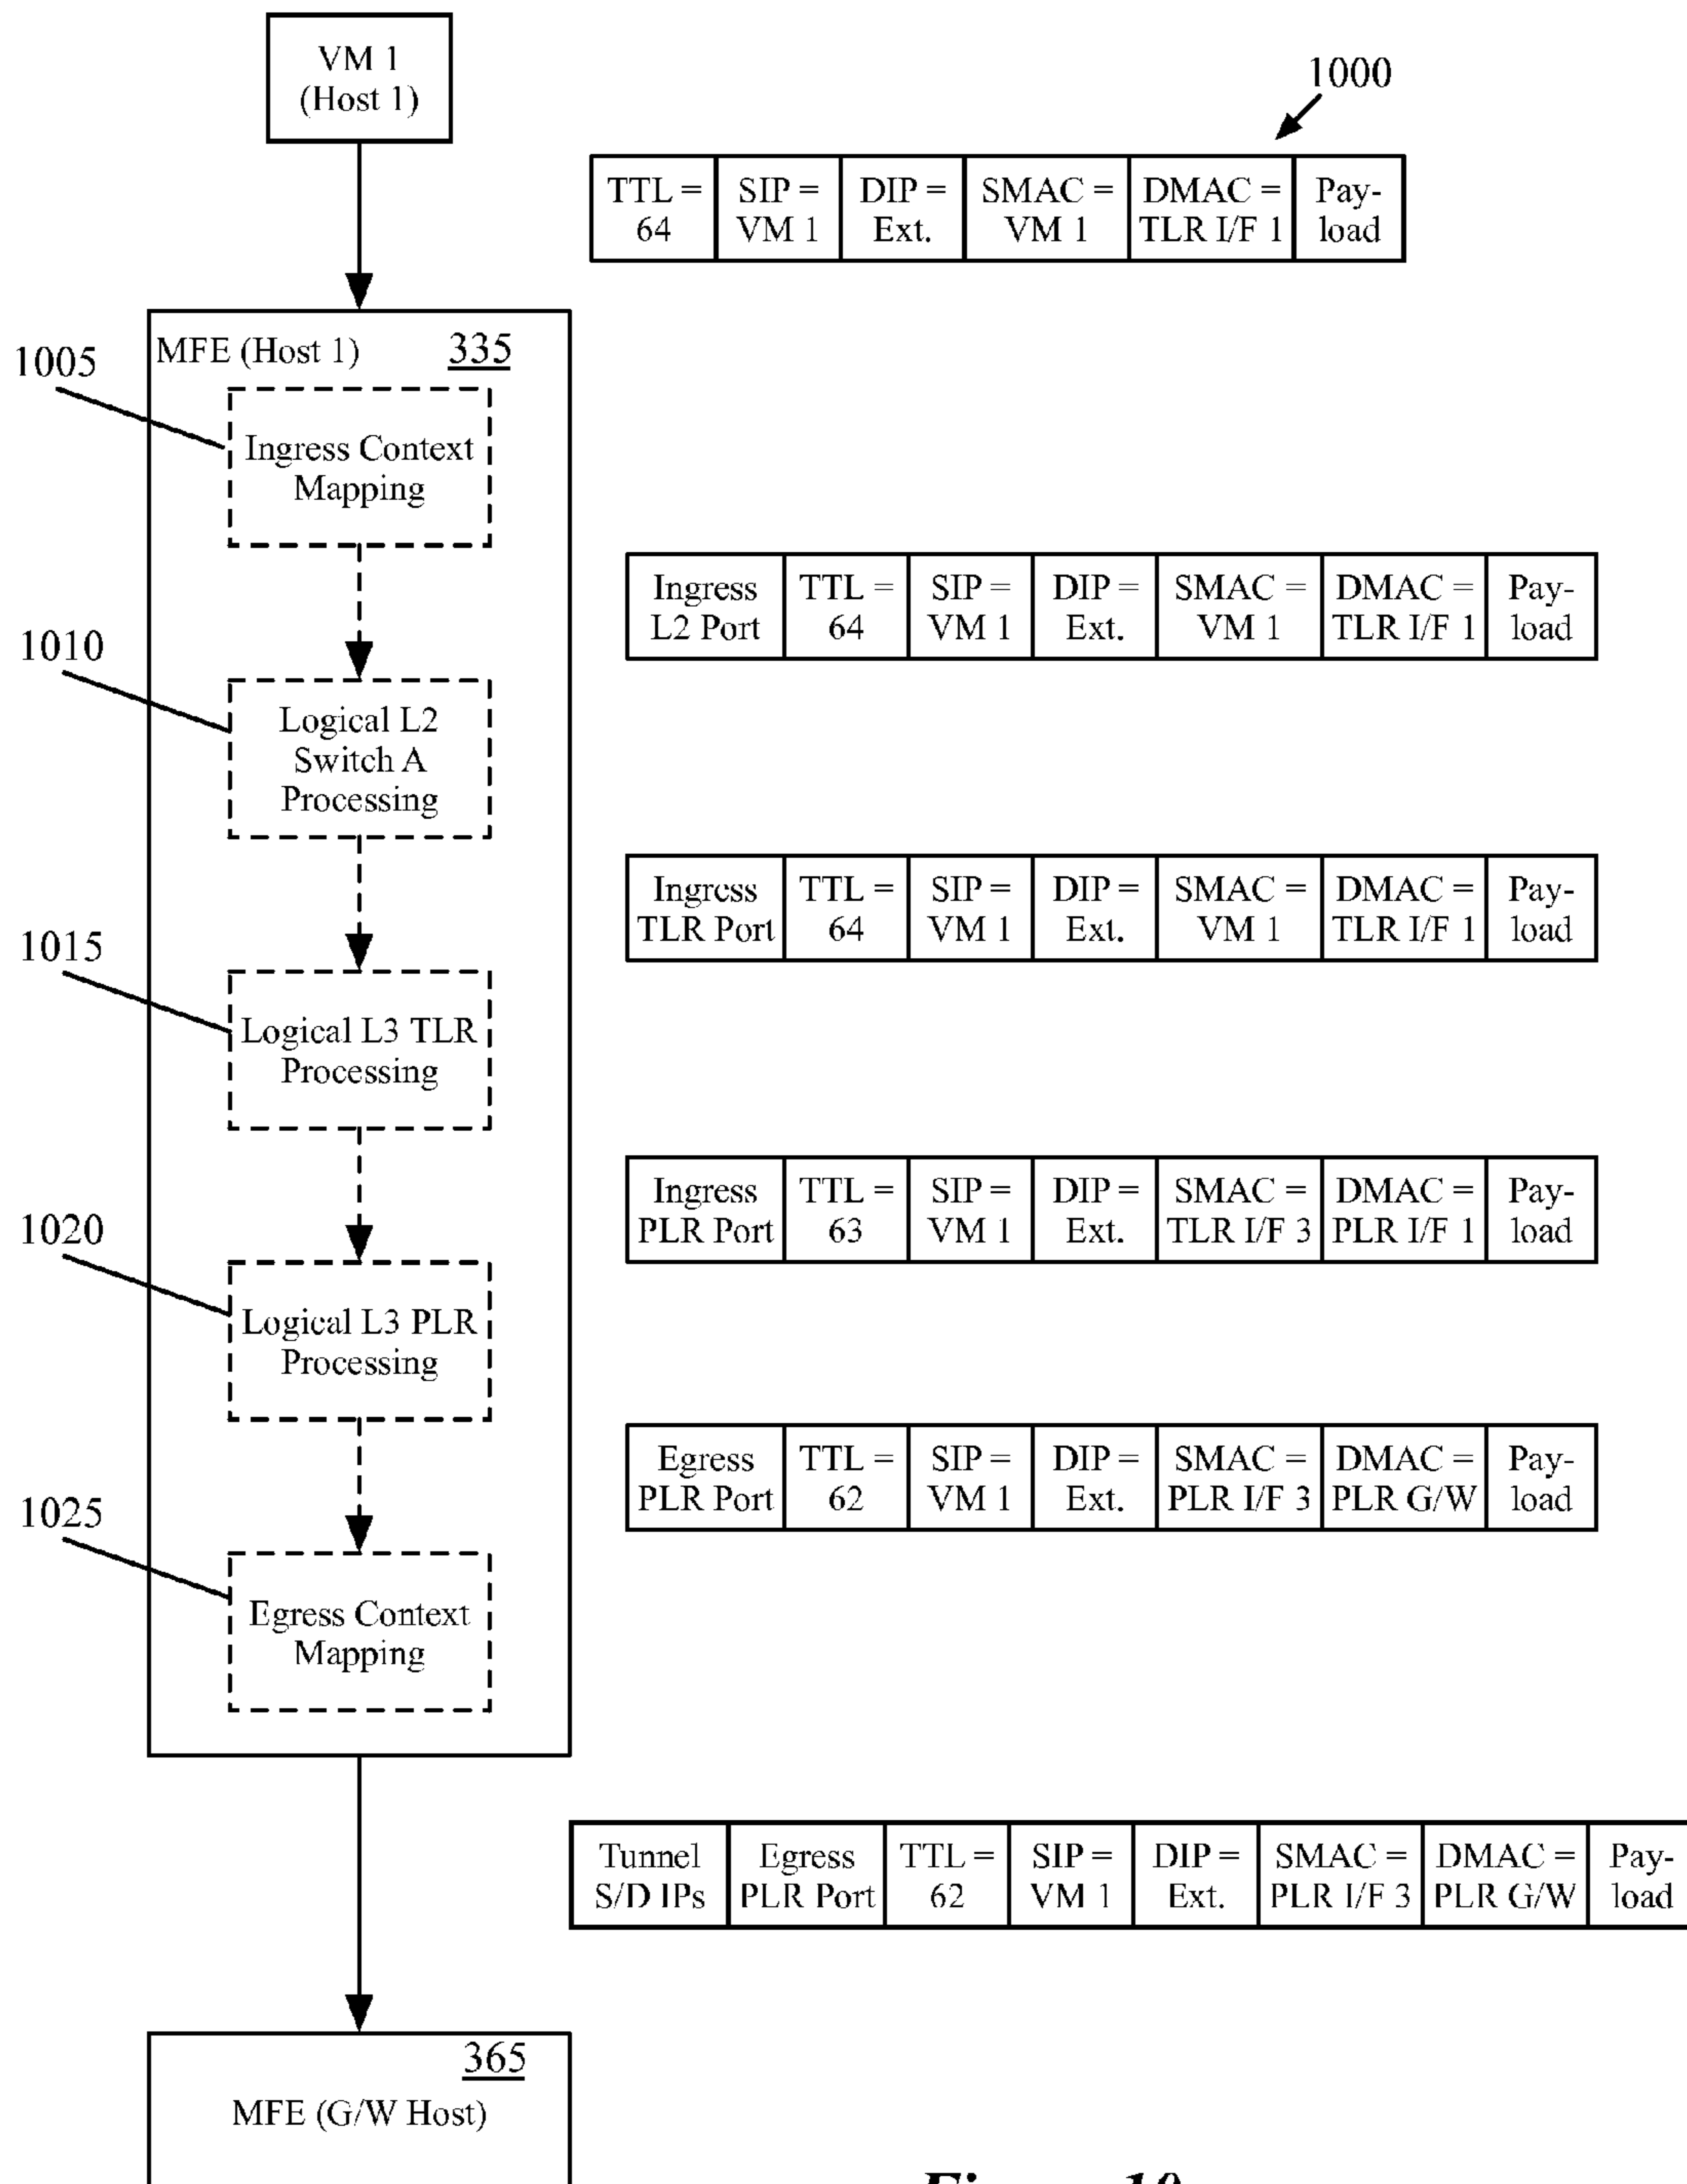 VM 1
(Host 1)
1000
TTL = 64 SIP = VM 1 DIP = Ext. SMAC = VM 1 DMAC = TLR I/F 1 Pay-load
MFE (Host 1) 335
1005
Ingress Context
Mapping
Ingress L2 Port TTL = 64 SIP = VM 1 DIP = Ext. SMAC = VM 1 DMAC = TLR I/F 1 Pay-load
1010
Logical L2
Switch A
Processing
Ingress TLR Port TTL = 64 SIP = VM 1 DIP = Ext. SMAC = VM 1 DMAC = TLR I/F 1 Pay-load
1015
Logical L3 TLR
Processing
Ingress PLR Port TTL = 63 SIP = VM 1 DIP = Ext. SMAC = TLR I/F 3 DMAC = PLR I/F 1 Pay-load
1020
Logical L3 PLR
Processing
Egress PLR Port TTL = 62 SIP = VM 1 DIP = Ext. SMAC = PLR I/F 3 DMAC = PLR G/W Pay-load
1025
Egress Context
Mapping
Tunnel S/D IPs Egress PLR Port TTL = 62 SIP = VM 1 DIP = Ext. SMAC = PLR I/F 3 DMAC = PLR G/W Pay-load
365
MFE (G/W Host)
Figure 10